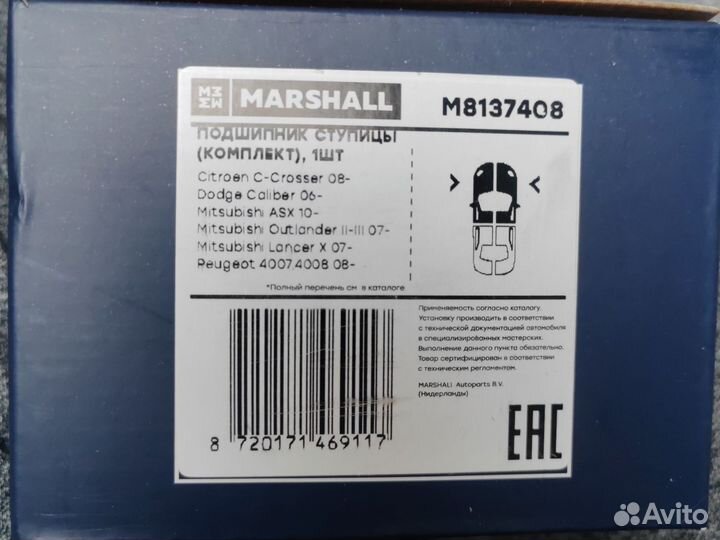 MARSHALL
M8137408
ПОДШИПНИК СТУПИЦЫ
(КОМПЛЕКТ), 1ШТ
Citroen C-Crosser 08-
Dodge Caliber 06-
Mitsubishi ASX 10-
Mitsubishi Outlander II-III 07-
Mitsubishi Lancer X 07-
Peugeot 4007,4008 08-
*Полный перечень см. в каталоге
Применяемость согласно каталогу.
Установку производить в соответствии
с технической документацией автомобиля
в специализированных мастерских.
Выполнение данного пункта обязательно.
Товар сертифицирован в соответствии
с техническим регламентом.
MARSHALL Autoparts B.V.
(Нидерланды)
8 720171 469117
EAC
Avito